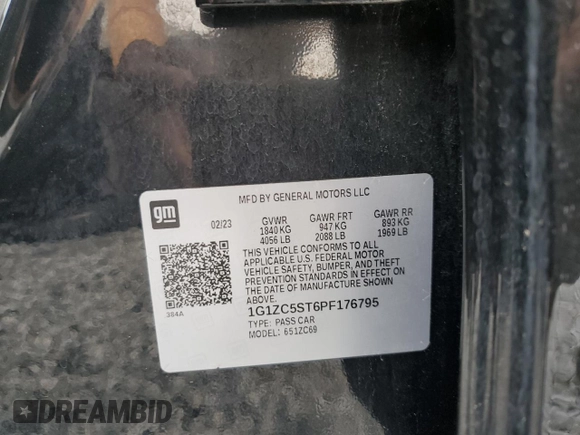 MFD BY GENERAL MOTORS LLC
gm
02/23 GVWR GAWR FRT GAWR RR
1840 KG 947 KG 893 KG
4056 LB 2088 LB 1969 LB
THIS VEHICLE CONFORMS TO ALL
APPLICABLE U.S. FEDERAL MOTOR
VEHICLE SAFETY, BUMPER, AND THEFT
PREVENTION STANDARDS IN EFFECT ON
THE DATE OF MANUFACTURE SHOWN
ABOVE.
384A
1G1ZC5ST6PF176795
TYPE: PASS CAR
MODEL: 651ZC69
DREAMBID